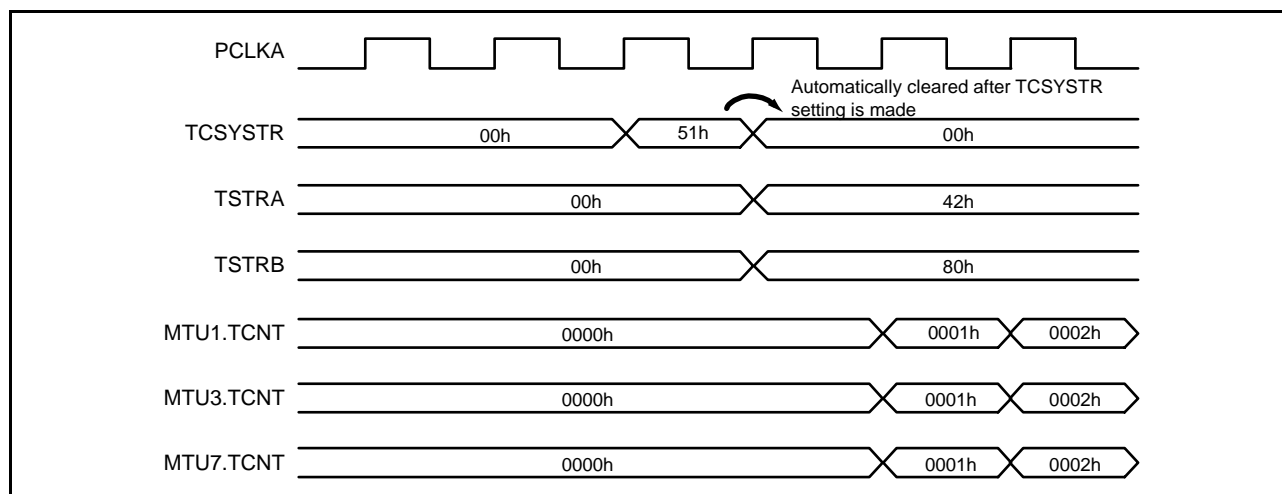 PCLKA
Automatically cleared after TCSYSTR
setting is made
TCSYSTR 00h 51h 00h
TSTRA 00h 42h
TSTRB 00h 80h
MTU1.TCNT 0000h 0001h 0002h
MTU3.TCNT 0000h 0001h 0002h
MTU7.TCNT 0000h 0001h 0002h